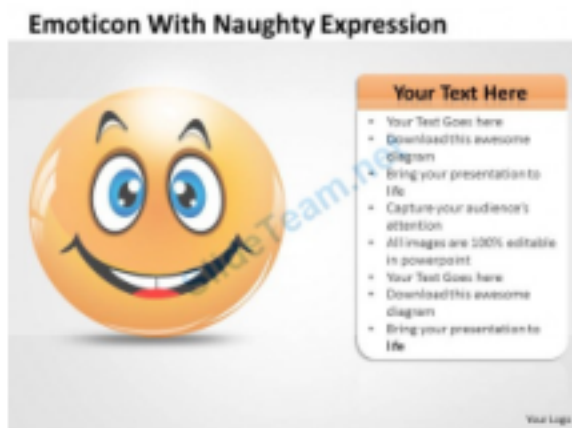 Emoticon With Naughty Expression
Your Text Here
• Your Text Goes here
• Download this awesome
diagram
• Bring your presentation to
life
• Capture your audience's
attention
• All images are 100% editable
in powerpoint
• Your Text Goes here
• Download this awesome
diagram
• Bring your presentation to
life
SlideTeam.net
Your Logo